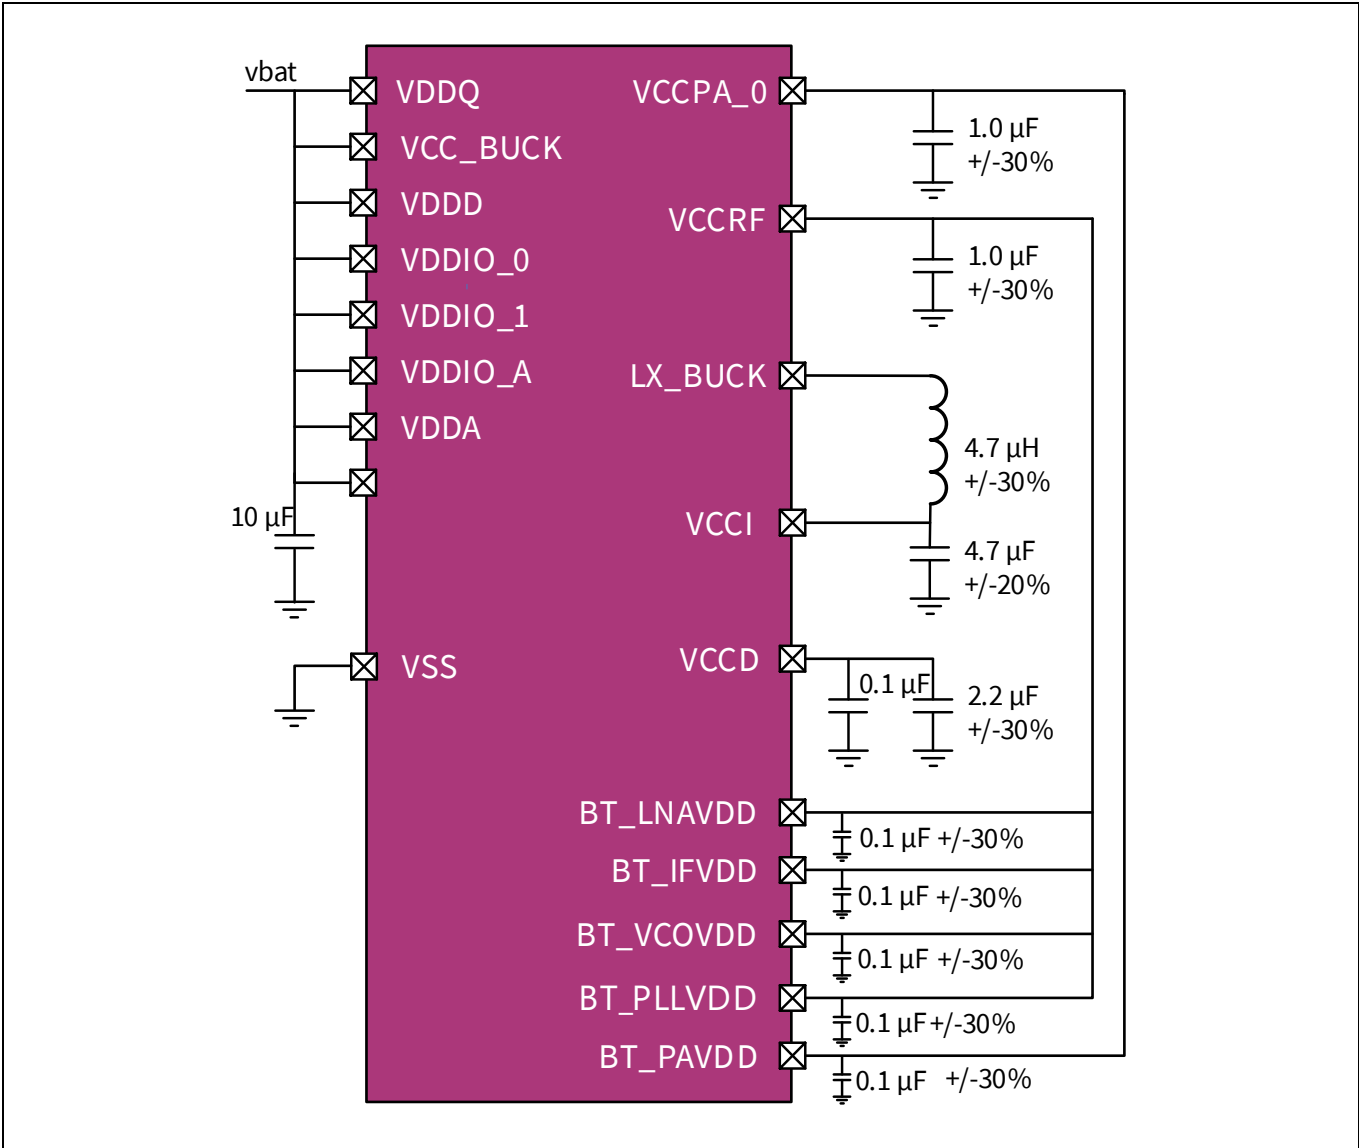 vbat
VDDQ
VCC_BUCK
VDDD
VDDIO_0
VDDIO_1
VDDIO_A
VDDA
10 µF
VSS
VCCPA_0
1.0 µF
+/-30%
VCCRF
1.0 µF
+/-30%
LX_BUCK
4.7 µH
+/-30%
VCCI
4.7 µF
+/-20%
VCCD
0.1 µF
2.2 µF
+/-30%
BT_LNAVDD
0.1 µF +/-30%
BT_IFVDD
0.1 µF +/-30%
BT_VCOVDD
0.1 µF +/-30%
BT_PLLVDD
0.1 µF +/-30%
BT_PAVDD
0.1 µF +/-30%